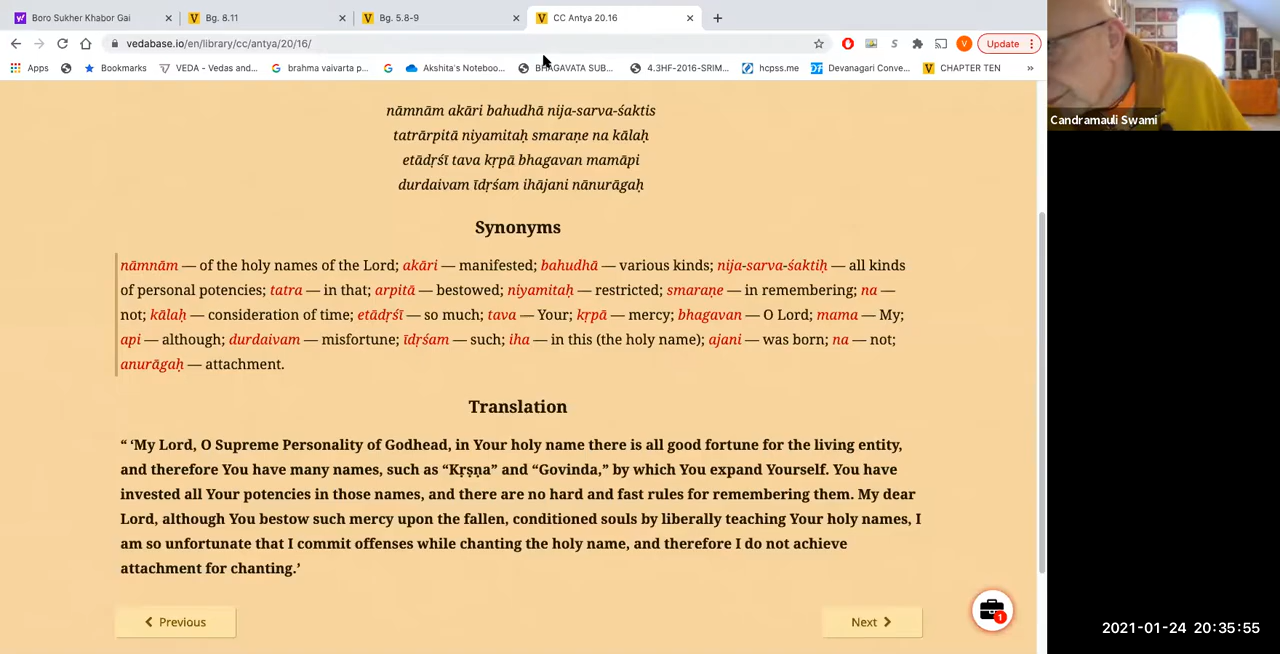 Boro Sukher Khabor Gai
Bg. 8.11
Bg. 5.8-9
CC Antya 20.16
vedabase.io/en/library/cc/antya/20/16/
Update
Apps
Bookmarks
VEDA - Vedas and...
brahma vaivarta p...
Akshita's Noteboo...
BHAGAVATA SUB...
4.3HF-2016-SRIM...
hcpss.me
Devanagari Conve...
CHAPTER TEN
»
Candramauli Swami
nāmnām akāri bahudhā nija-sarva-śaktis
tatrārpitā niyamitaḥ smaraṇe na kālaḥ
etādṛśī tava kṛpā bhagavan mamāpi
durdaivam īdṛśam ihājani nānurāgaḥ
Synonyms
nāmnām — of the holy names of the Lord; akāri — manifested; bahudhā — various kinds; nija-sarva-śaktiḥ — all kinds
of personal potencies; tatra — in that; arpitā — bestowed; niyamitaḥ — restricted; smaraṇe — in remembering; na —
not; kālaḥ — consideration of time; etādṛśī — so much; tava — Your; kṛpā — mercy; bhagavan — O Lord; mama — My;
api — although; durdaivam — misfortune; īdṛśam — such; iha — in this (the holy name); ajani — was born; na — not;
anurāgaḥ — attachment.
Translation
“ ‘My Lord, O Supreme Personality of Godhead, in Your holy name there is all good fortune for the living entity,
and therefore You have many names, such as “Kṛṣṇa” and “Govinda,” by which You expand Yourself. You have
invested all Your potencies in those names, and there are no hard and fast rules for remembering them. My dear
Lord, although You bestow such mercy upon the fallen, conditioned souls by liberally teaching Your holy names, I
am so unfortunate that I commit offenses while chanting the holy name, and therefore I do not achieve
attachment for chanting.’
Previous
Next
1
2021-01-24 20:35:55